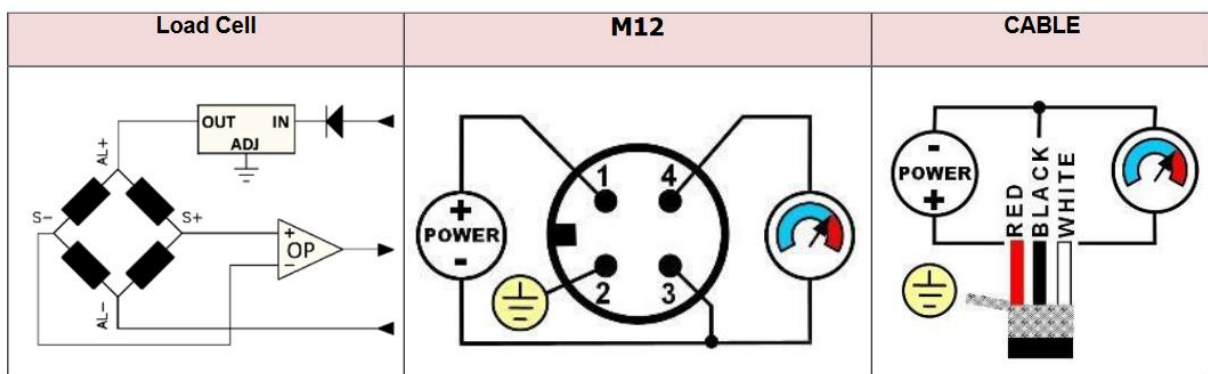 Load Cell
M12
CABLE
OUT IN
ADJ
AL+
S-
S+
+
OP
-
AL-
1 4
+
POWER
-
2 3
-
POWER
+
RED
BLACK
WHITE